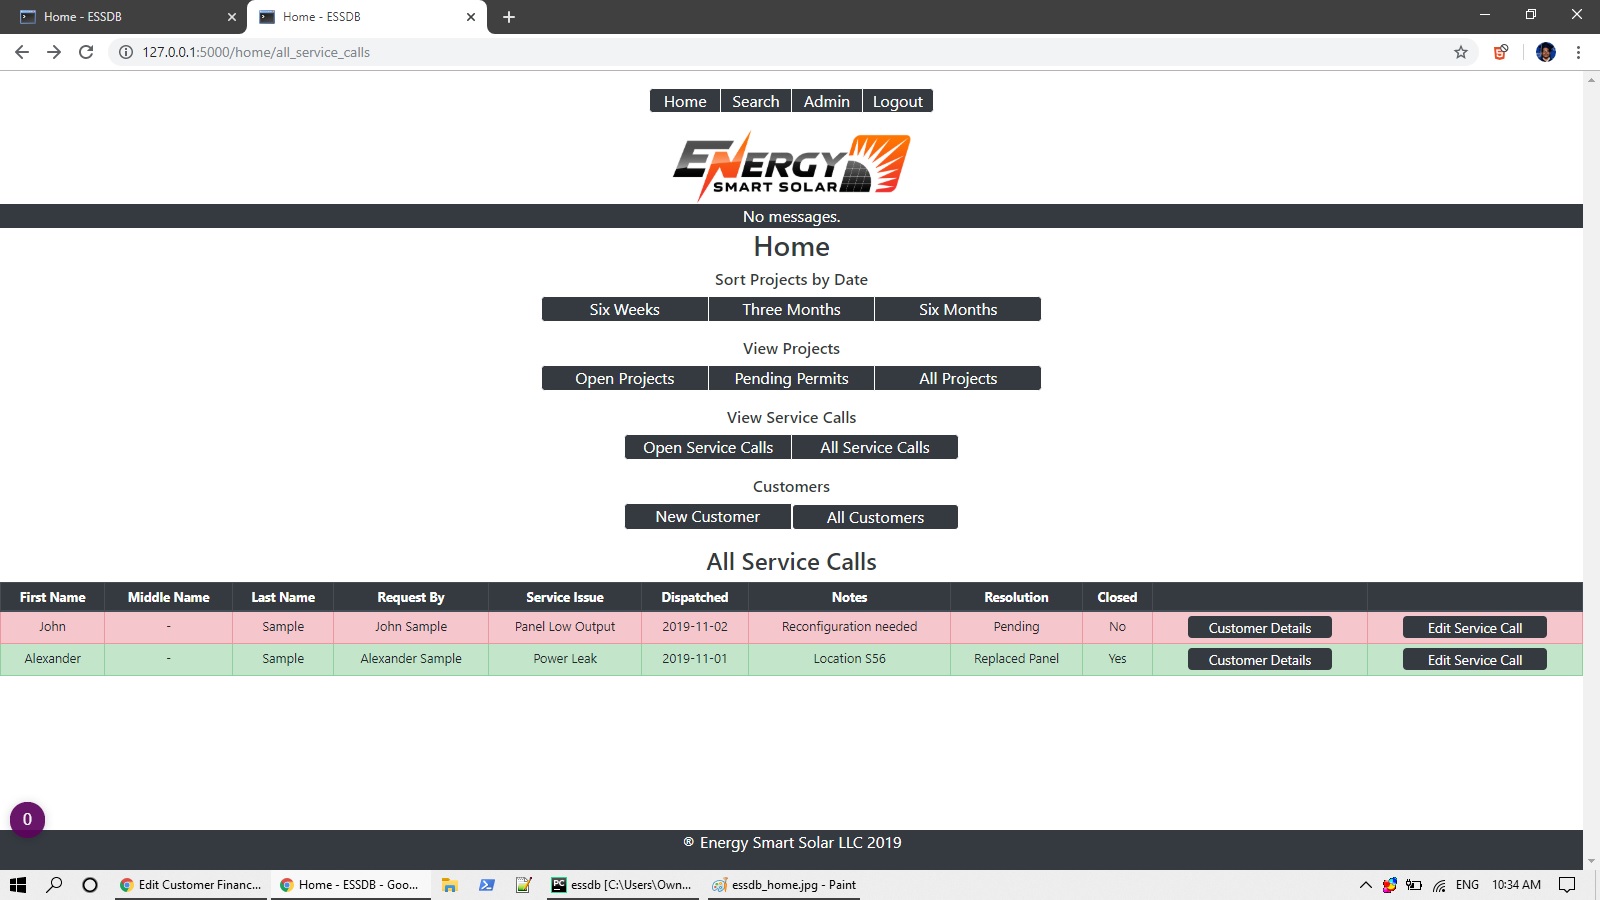 Home - ESSDB
Home - ESSDB
127.0.0.1:5000/home/all_service_calls
Home Search Admin Logout
ENERGY
SMART SOLAR
No messages.
Home
Sort Projects by Date
Six Weeks Three Months Six Months
View Projects
Open Projects Pending Permits All Projects
View Service Calls
Open Service Calls All Service Calls
Customers
New Customer All Customers
All Service Calls
First Name Middle Name Last Name Request By Service Issue Dispatched Notes Resolution Closed
John - Sample John Sample Panel Low Output 2019-11-02 Reconfiguration needed Pending No Customer Details Edit Service Call
Alexander - Sample Alexander Sample Power Leak 2019-11-01 Location S56 Replaced Panel Yes Customer Details Edit Service Call
0
® Energy Smart Solar LLC 2019
Edit Customer Financ... Home - ESSDB - Goo... PC essdb [C:\Users\Own... essdb_home.jpg - Paint ENG 10:34 AM